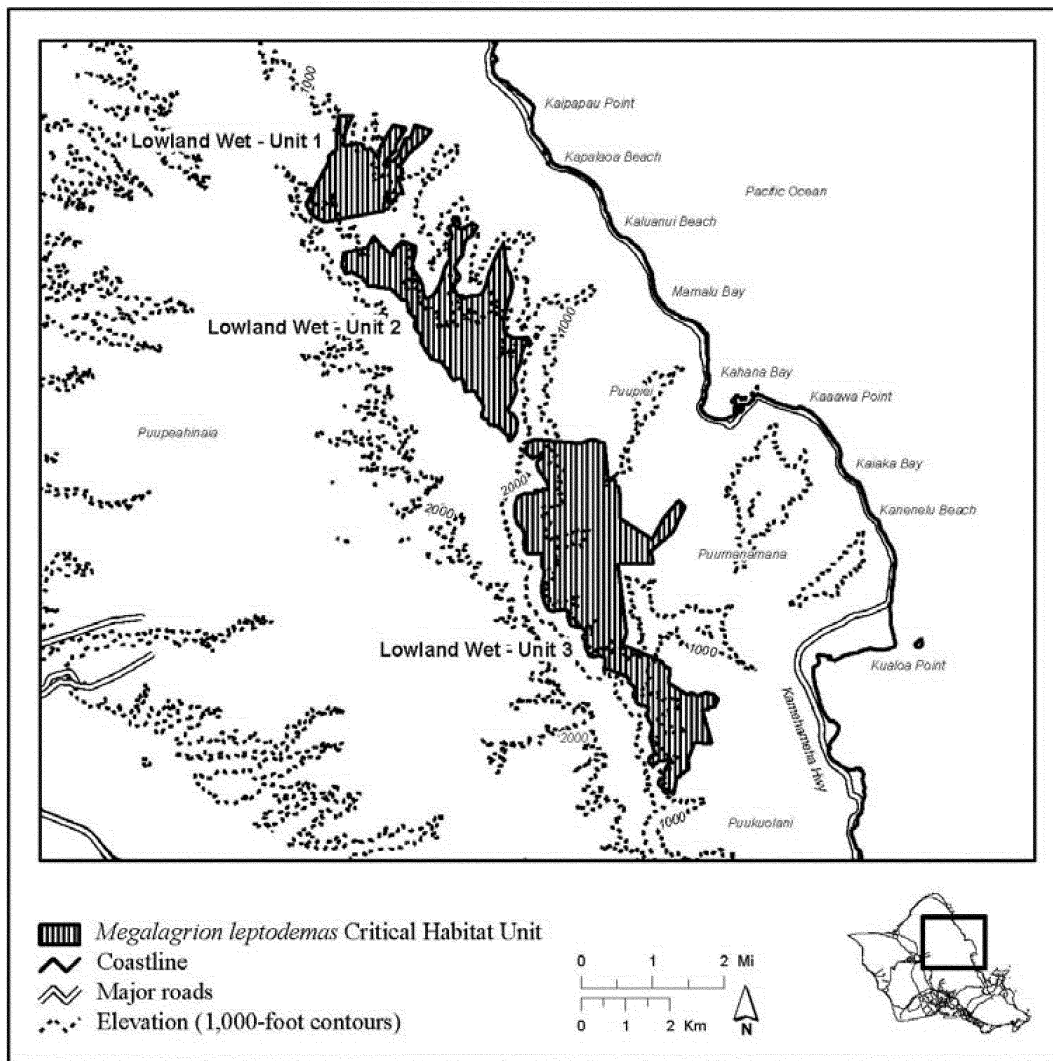 1000
Kaipapau Point
Lowland Wet - Unit 1
Kapalaoa Beach
Pacific Ocean
Kaluanui Beach
Mamalu Bay
Lowland Wet - Unit 2
1000
Kahana Bay
Puupiei
Kaaawa Point
Puupeahinaia
Kaiaka Bay
2000
2000
Kanenelu Beach
Puumanamana
Lowland Wet - Unit 3
1000
Kualoa Point
Kamehameha Hwy
2000
1000
Puukuolani
Megalagrion leptodemas Critical Habitat Unit
Coastline
Major roads
Elevation (1,000-foot contours)
0 1 2 Mi
0 1 2 Km
N